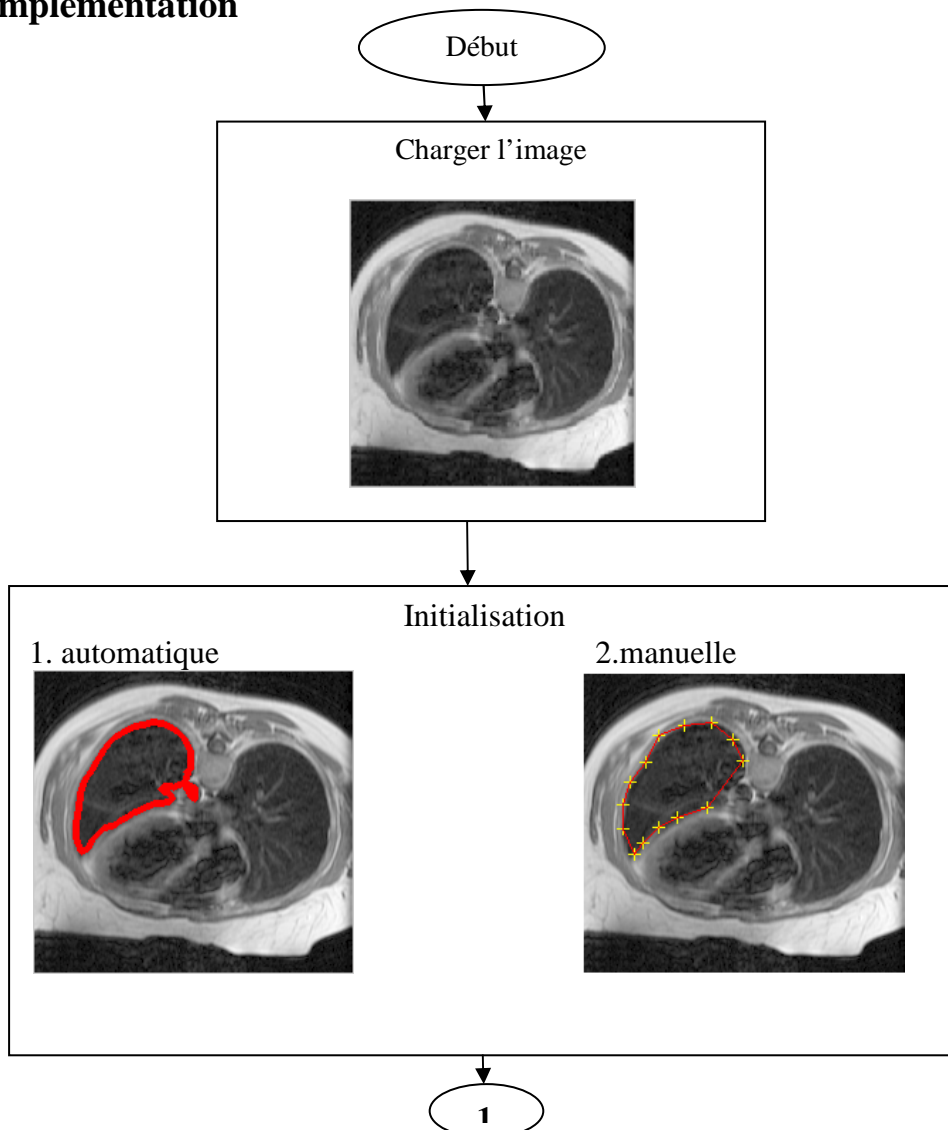 mplémentation
Début
Charger l’image
Initialisation
1. automatique
2.manuelle
1